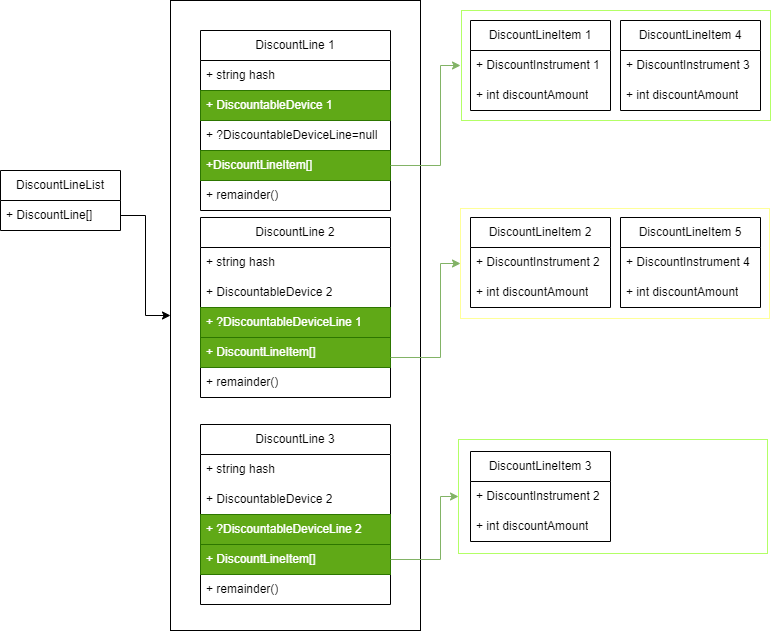 DiscountLineList
+ DiscountLine[]
DiscountLine 1
+ string hash
+ DiscountableDevice 1
+ ?DiscountableDeviceLine=null
+DiscountLineItem[]
+ remainder()
DiscountLine 2
+ string hash
+ DiscountableDevice 2
+ ?DiscountableDeviceLine 1
+ DiscountLineItem[]
+ remainder()
DiscountLine 3
+ string hash
+ DiscountableDevice 2
+ ?DiscountableDeviceLine 2
+ DiscountLineItem[]
+ remainder()
DiscountLineItem 1
+ DiscountInstrument 1
+ int discountAmount
DiscountLineItem 4
+ DiscountInstrument 3
+ int discountAmount
DiscountLineItem 2
+ DiscountInstrument 2
+ int discountAmount
DiscountLineItem 5
+ DiscountInstrument 4
+ int discountAmount
DiscountLineItem 3
+ DiscountInstrument 2
+ int discountAmount